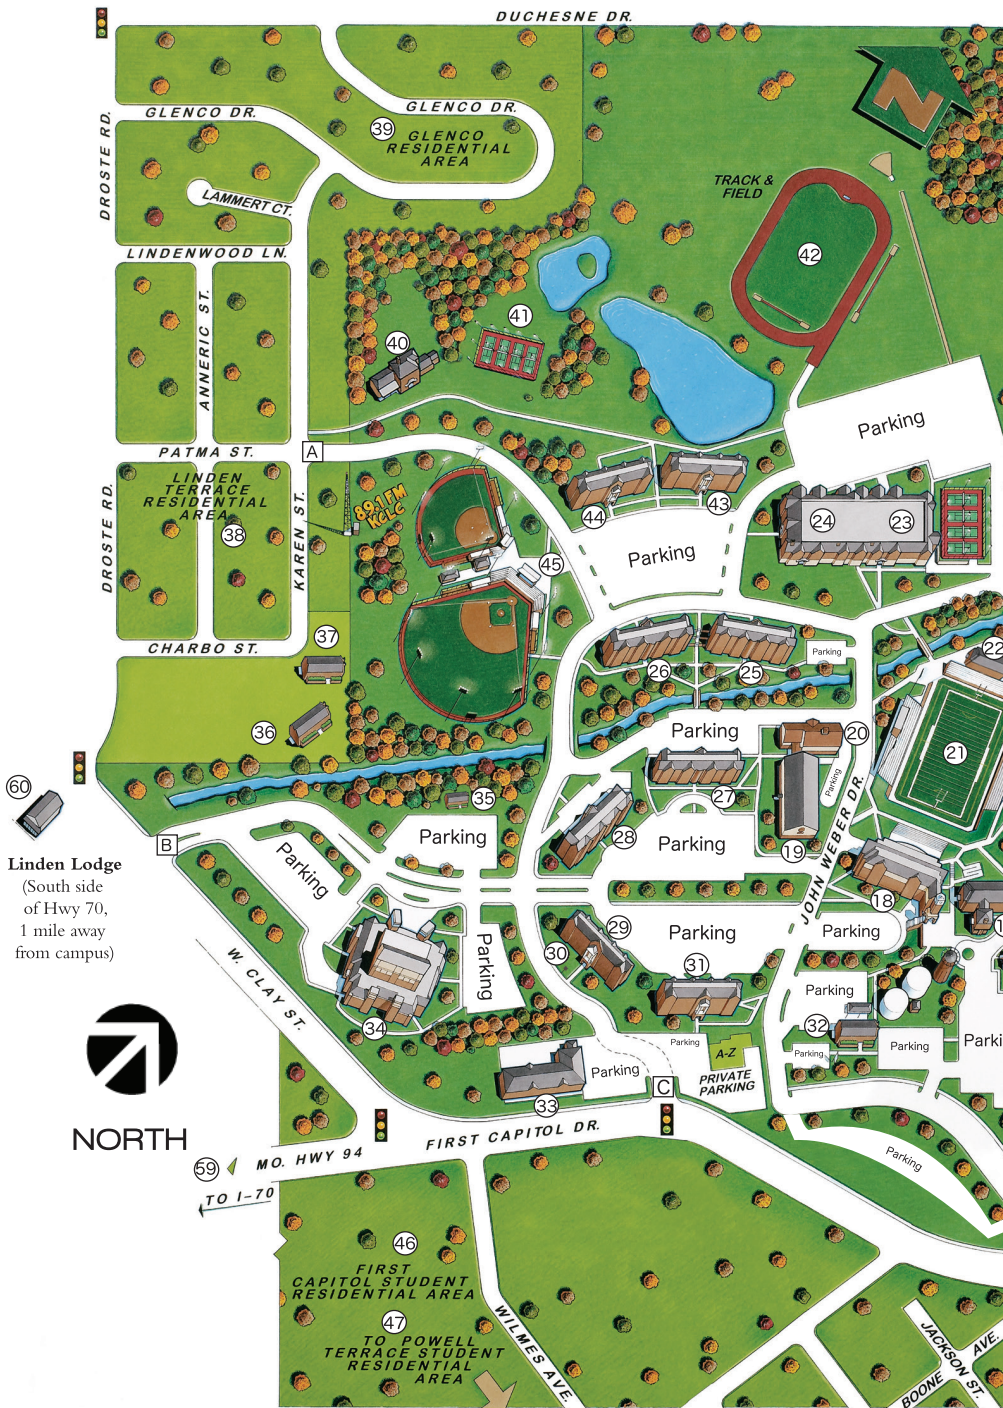 DUCHESNE DR.
DROSTE RD.
GLENCO DR.
GLENCO DR.
39
GLENCO
RESIDENTIAL
AREA
LAMMERT CT.
LINDENWOOD LN.
ANNERIC ST.
N
TRACK &
FIELD
42
41
40
Parking
PATMA ST.
A
LINDEN
TERRACE
RESIDENTIAL
AREA
38
DROSTE RD.
KAREN ST.
89.1 FM
KCLC
44
43
24
23
Parking
45
CHARBO ST.
37
36
26
25
Parking
22
Parking
20
21
Parking
27
35
60
Linden Lodge
(South side
of Hwy 70,
1 mile away
from campus)
B
Parking
Parking
28
Parking
19
JOHN WEBER DR.
18
Parking
29
30
Parking
31
Parking
1
W. CLAY ST.
34
Parking
32
Parking
Parking
Parki
Parking
A-Z
PRIVATE
PARKING
33
Parking
C
NORTH
FIRST CAPITOL DR.
MO. HWY 94
59
TO I-70
Parking
46
FIRST
CAPITOL STUDENT
RESIDENTIAL AREA
47
TO POWELL
TERRACE STUDENT
RESIDENTIAL
AREA
WILMES AVE.
JACKSON ST.
BOONE
AVE.